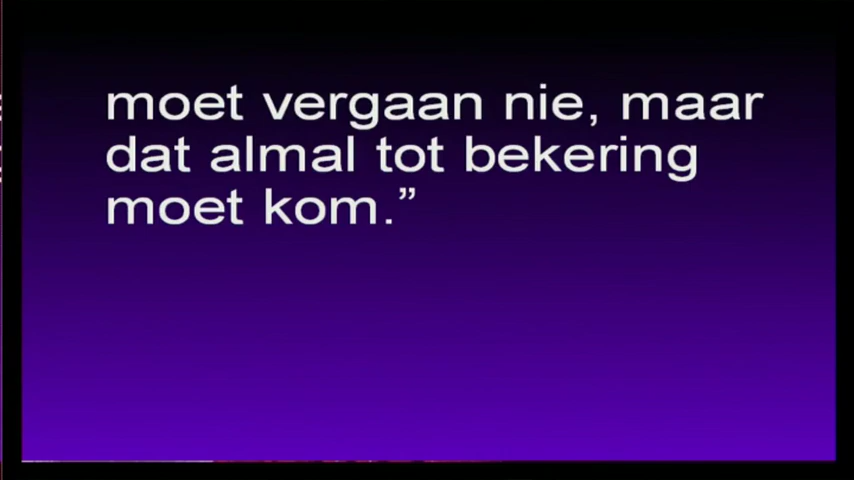 moet vergaan nie, maar
dat almal tot bekering
moet kom.”